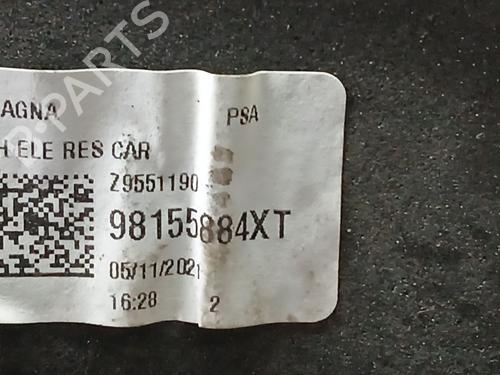 AGNA PSA
H ELE RES CAR
Z9551190
98155884XT
05/11/2021
16:28 2